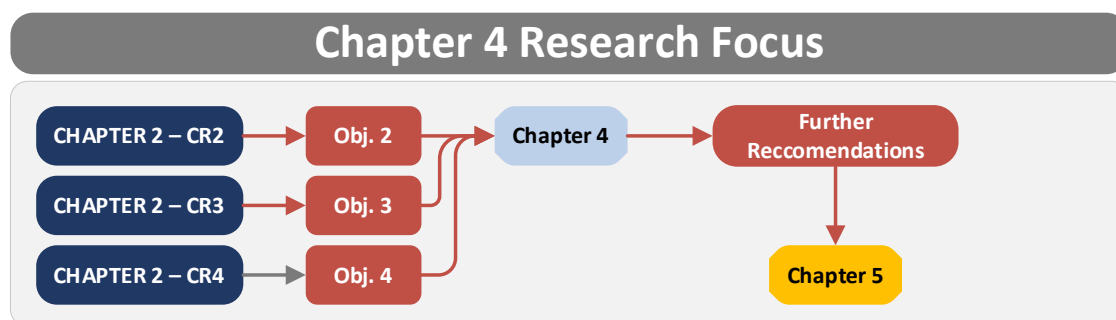 Chapter 4 Research Focus
CHAPTER 2 – CR2
Obj. 2
Chapter 4
Further
Reccomendations
CHAPTER 2 – CR3
Obj. 3
CHAPTER 2 – CR4
Obj. 4
Chapter 5